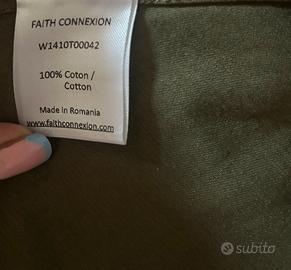 FAITH CONNEXION
W1410T00042
100% Coton /
Cotton
Made in Romania
www.faithconnexion.com
subito